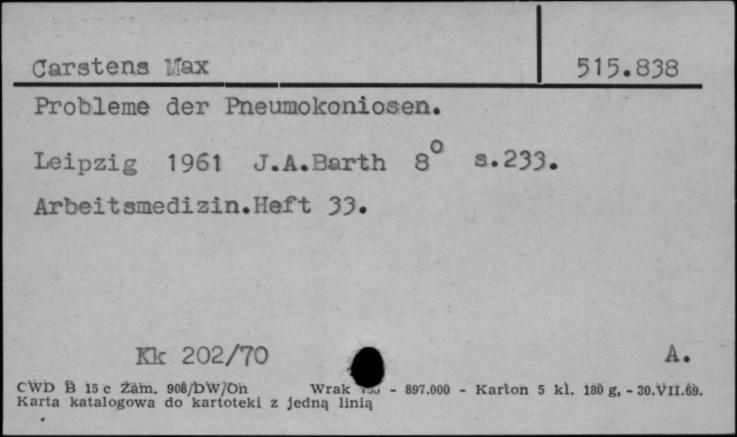 Carstens Max 515.838
Probleme der Pneumokoniosen.
Leipzig 1961 J.A.Barth 8° s.233.
Arbeitsmedizin.Heft 33.
Kk 202/70 A.
CWD B 15 c Zam. 908/DW/On Wrak - 897.000 - Karton 5 kl. 180 g, - 30.VII.69.
Karta katalogowa do kartoteki z jedną linią